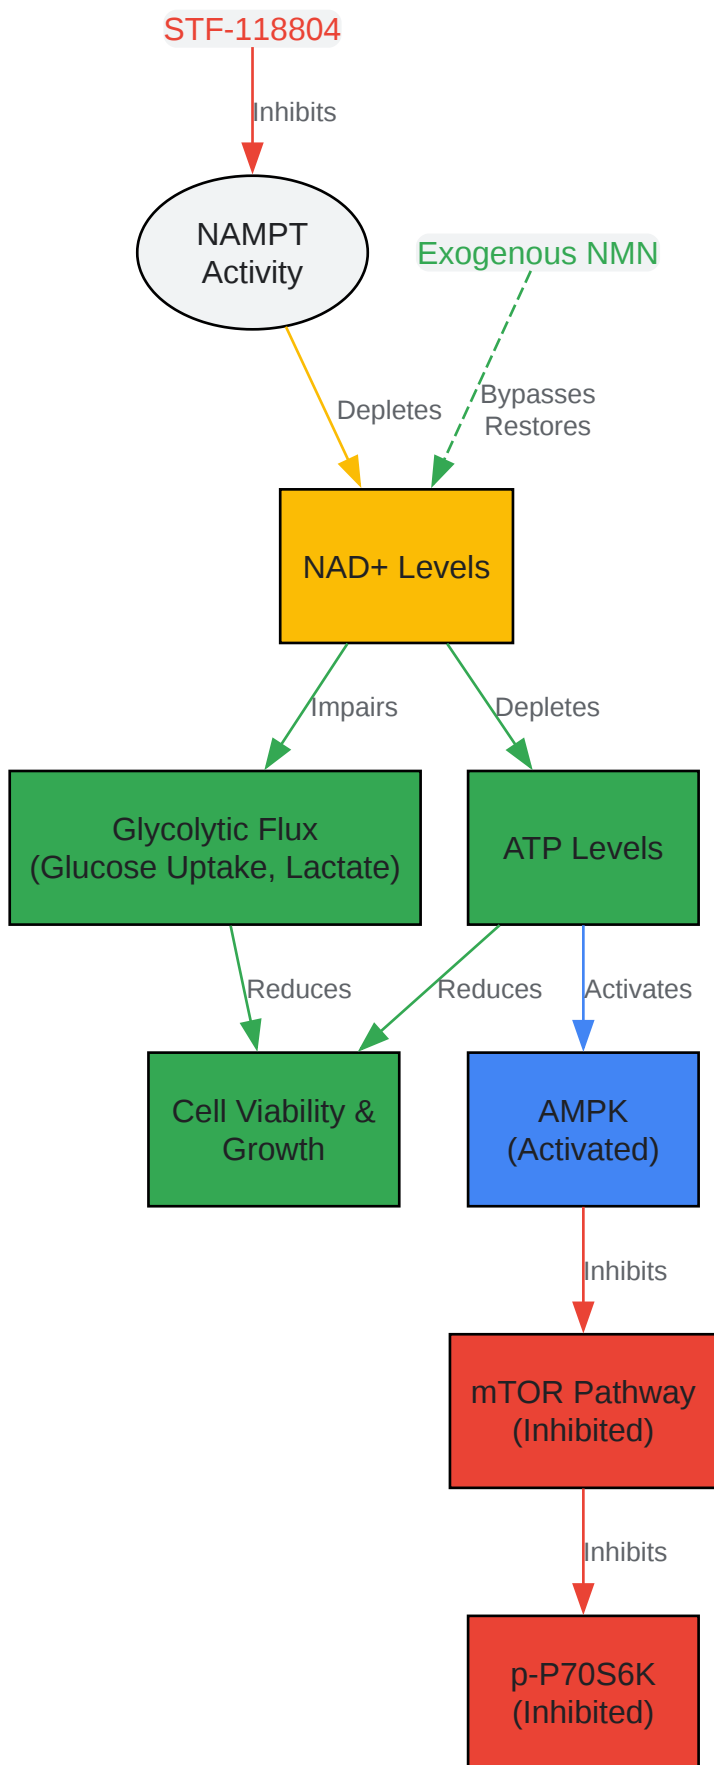 STF-118804
Inhibits
NAMPT
Activity
Exogenous NMN
Depletes
Bypasses
Restores
NAD+ Levels
Impairs
Depletes
Glycolytic Flux
(Glucose Uptake, Lactate)
ATP Levels
Reduces
Reduces
Activates
Cell Viability &
Growth
AMPK
(Activated)
Inhibits
mTOR Pathway
(Inhibited)
Inhibits
p-P70S6K
(Inhibited)